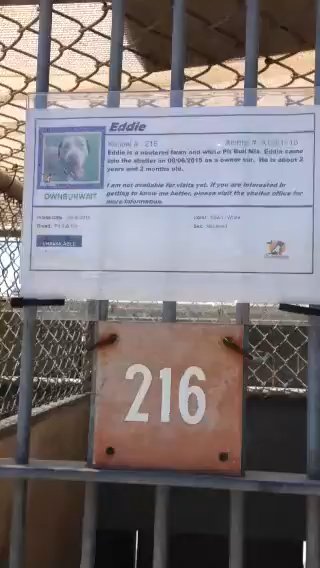 Eddie
Kennel #: 216
Eddie is a neutered fawn and white Pit Bull Mix. Eddie came
into the shelter on 06/06/2015 as a owner sur. He is about 3
years and 2 months old.
OWNSURWAIT
I am not available for visits yet. If you are interested in
getting to know me better, please visit the shelter office for
more information.
216